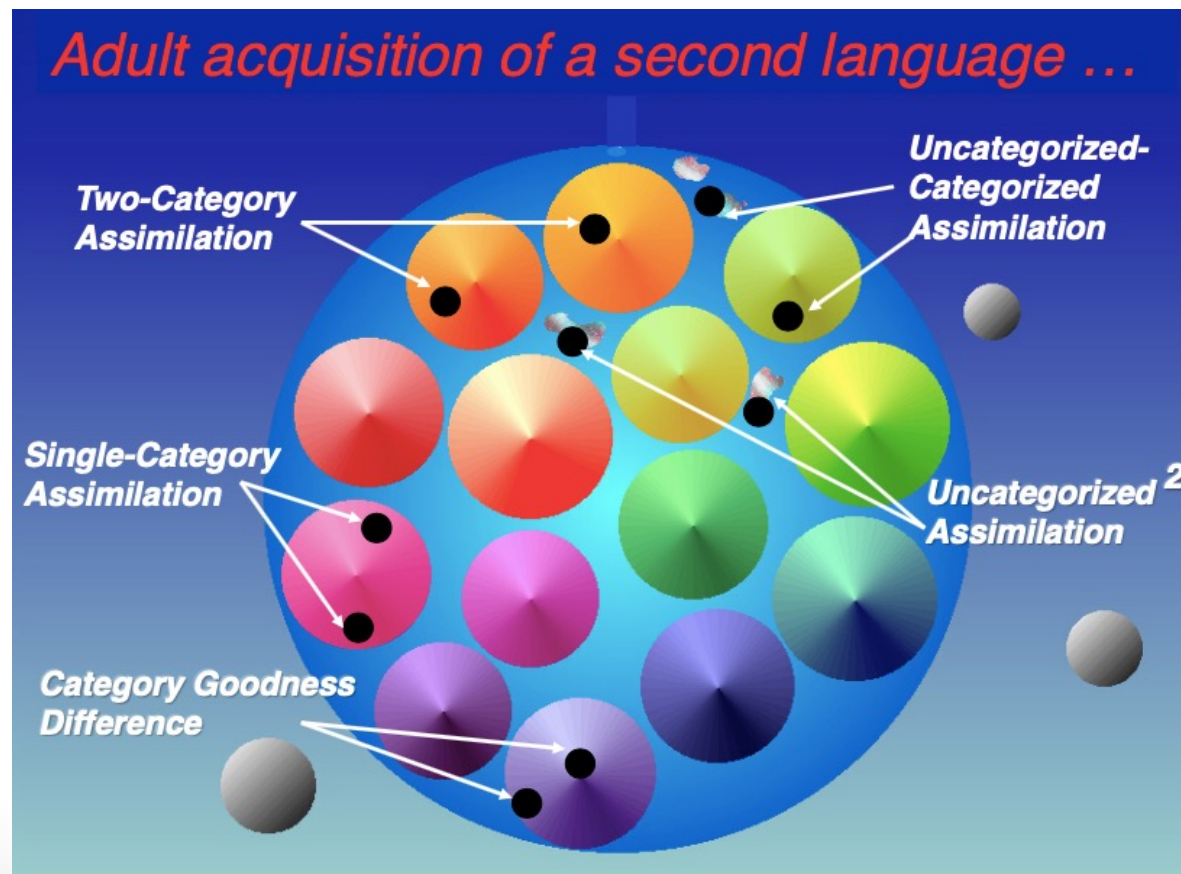 Adult acquisition of a second language …
Two-Category
Assimilation
Uncategorized-
Categorized
Assimilation
Single-Category
Assimilation
Uncategorized 2
Assimilation
Category Goodness
Difference